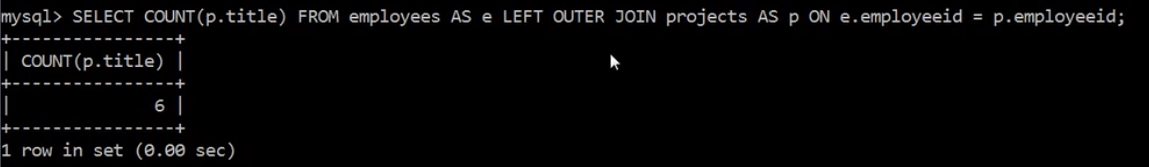 mysql> SELECT COUNT(p.title) FROM employees AS e LEFT OUTER JOIN projects AS p ON e.employeeid = p.employeeid;
+----------------+
| COUNT(p.title) |
+----------------+
|              6 |
+----------------+
1 row in set (0.00 sec)